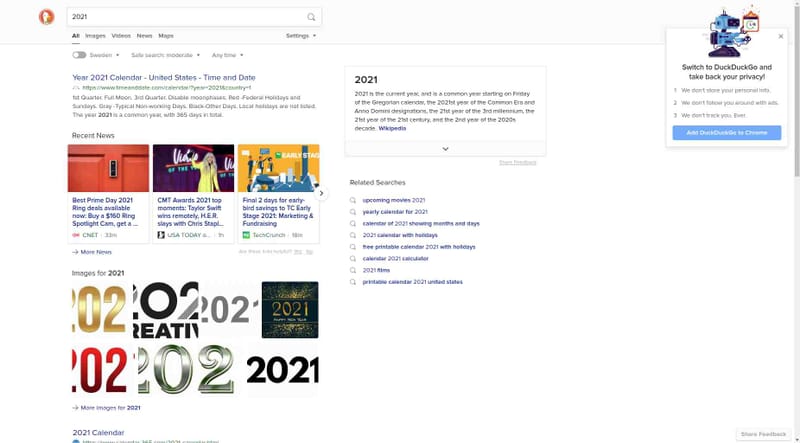 2021
All Images Videos News Maps Settings
Sweden Safe search: moderate Any time
Year 2021 Calendar - United States - Time and Date
https://www.timeanddate.com/calendar/?year=2021&country=1
1st Quarter. Full Moon. 3rd Quarter. Disable moonphases. Red -Federal Holidays and
Sundays. Gray -Typical Non-working Days. Black-Other Days. Local holidays are not listed.
The year 2021 is a common year, with 365 days in total.
Recent News
EARLY STAGE
Best Prime Day 2021
Ring deals available
now: Buy a $160 Ring
Spotlight Cam, get a ...
CNET 33m
CMT Awards 2021 top
moments: Taylor Swift
wins remotely, H.E.R.
slays with Chris Stapl...
USA TODAY o... 1h
Final 2 days for early-
bird savings to TC Early
Stage 2021: Marketing &
Fundraising
TechCrunch 18m
More News
Are these links helpful? Yes No
Images for 2021
202
202
CREATIV
2021
2021
HAPPY NEW YEAR
202
202
2021
More Images for 2021
2021 Calendar
2021
2021 is the current year, and is a common year starting on Friday
of the Gregorian calendar, the 2021st year of the Common Era and
Anno Domini designations, the 21st year of the 3rd millennium, the
21st year of the 21st century, and the 2nd year of the 2020s
decade. Wikipedia
Share Feedback
Related Searches
upcoming movies 2021
yearly calendar for 2021
calendar of 2021 showing months and days
2021 calendar with holidays
free printable calendar 2021 with holidays
calendar 2021 calculator
2021 films
printable calendar 2021 united states
Switch to DuckDuckGo and
take back your privacy!
1 We don't store your personal info.
2 We don't follow you around with ads.
3 We don't track you. Ever.
Add DuckDuckGo to Chrome
Share Feedback